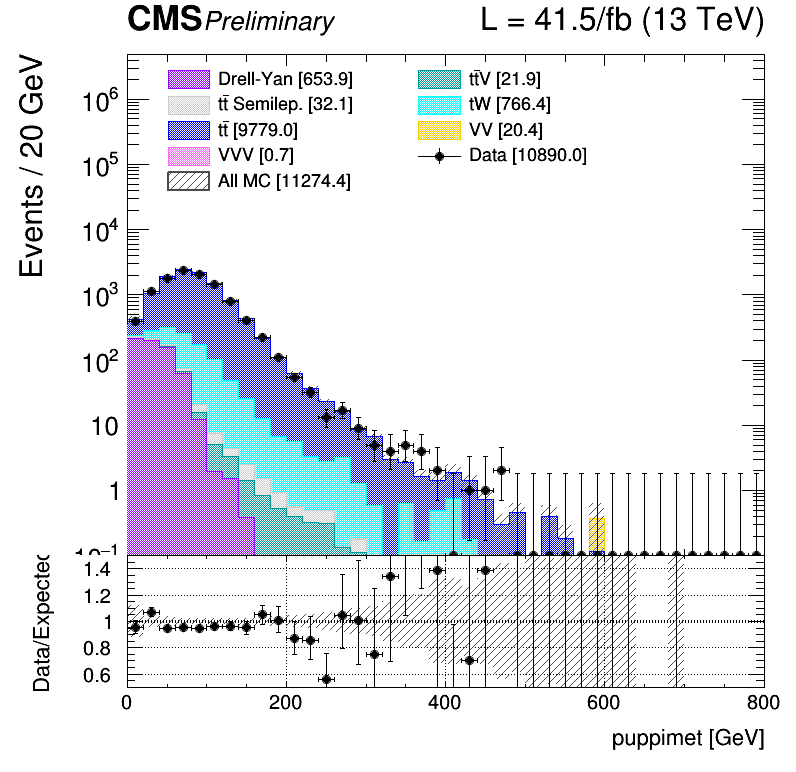 CMS Preliminary L = 41.5/fb (13 TeV)
Events / 20 GeV
Drell-Yan [653.9]
tt̄ Semilep. [32.1]
tt̄ [9779.0]
VVV [0.7]
All MC [11274.4]
tt̄V [21.9]
tW [766.4]
VV [20.4]
Data [10890.0]
10⁶
10⁵
10⁴
10³
10²
10
1
10⁻¹
Data/Expected
1.4
1.2
1
0.8
0.6
0 200 400 600 800
puppimet [GeV]